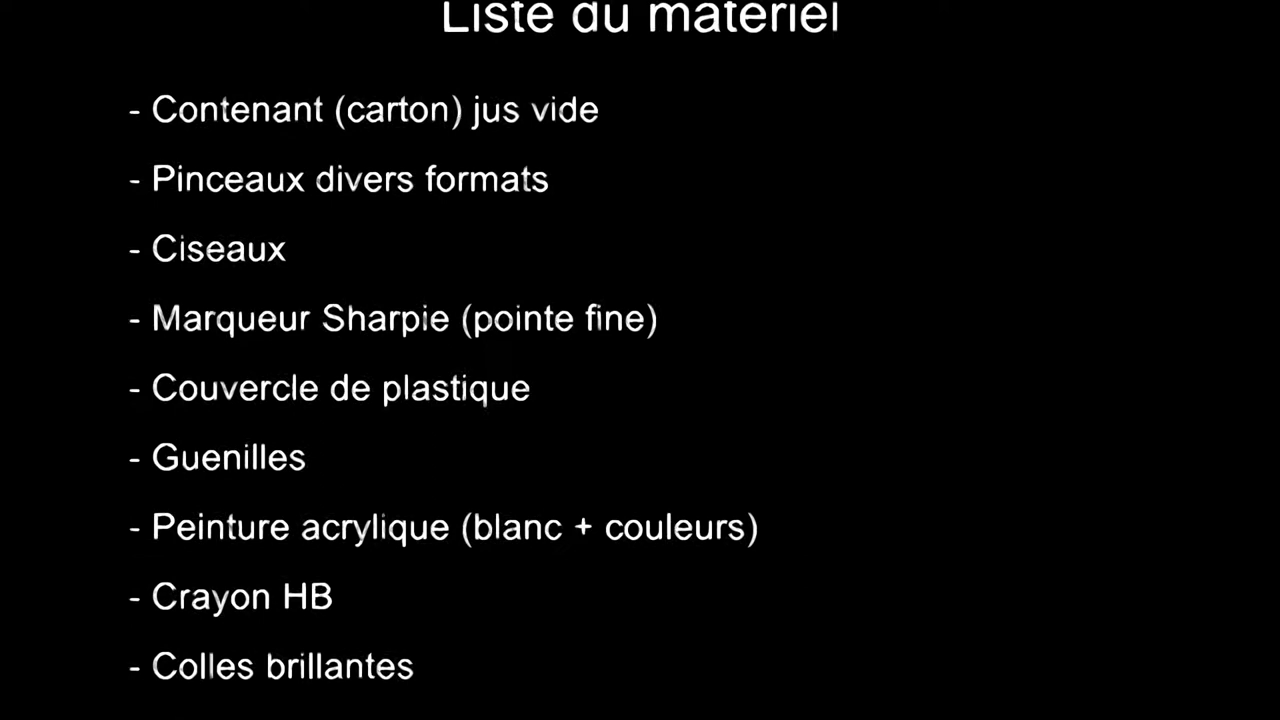 Liste du matériel
- Contenant (carton) jus vide
- Pinceaux divers formats
- Ciseaux
- Marqueur Sharpie (pointe fine)
- Couvercle de plastique
- Guenilles
- Peinture acrylique (blanc + couleurs)
- Crayon HB
- Colles brillantes